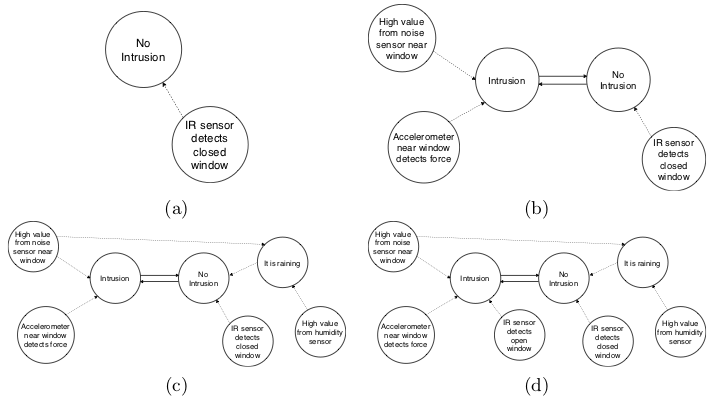 No
Intrusion
IR sensor
detects
closed
window
(a)
High value
from noise
sensor near
window
Intrusion
No
Intrusion
Accelerometer
near window
detects force
IR sensor
detects
closed
window
(b)
High value
from noise
sensor near
window
Intrusion
No
Intrusion
It is raining
Accelerometer
near window
detects force
IR sensor
detects
closed
window
High value
from humidity
sensor
(c)
High value
from noise
sensor near
window
Intrusion
No
Intrusion
It is raining
Accelerometer
near window
detects force
IR sensor
detects
open
window
IR sensor
detects
closed
window
High value
from humidity
sensor
(d)